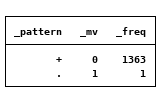 _pattern _mv _freq
+ 0 1363
. 1 1